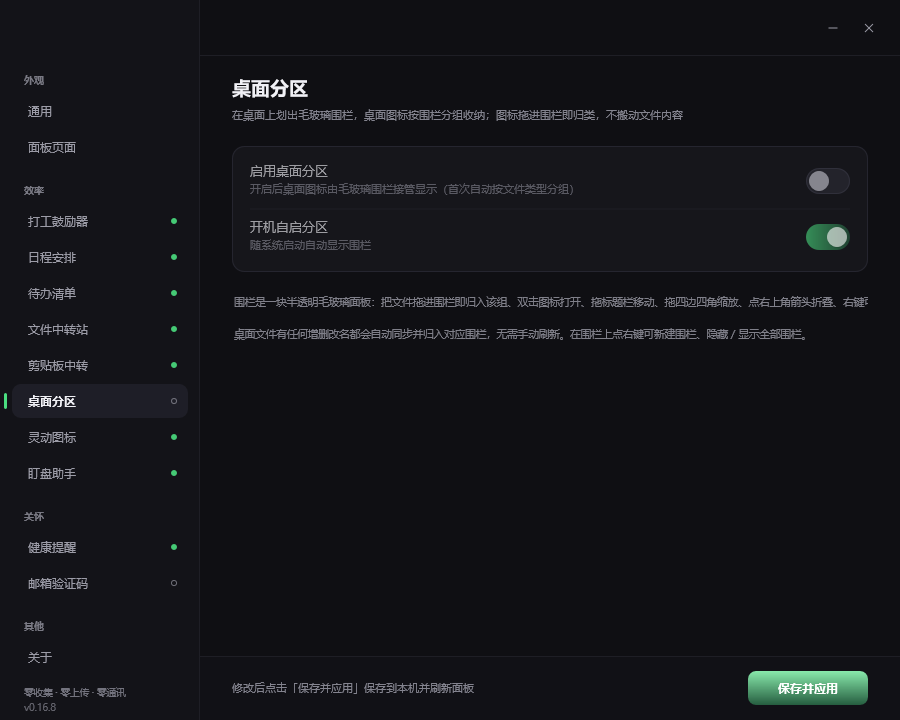 外观
通用
面板页面
效率
打工鼓励器
日程安排
待办清单
文件中转站
剪贴板中转
桌面分区
灵动图标
盯盘助手
关怀
健康提醒
邮箱验证码
其他
关于
零收集 · 零上传 · 零通讯
v0.16.8
桌面分区
在桌面上划出毛玻璃围栏，桌面图标按围栏分组收纳；图标拖进围栏即归类，不搬动文件内容
启用桌面分区
开启后桌面图标由毛玻璃围栏接管显示（首次自动按文件类型分组）
开机自启分区
随系统启动自动显示围栏
围栏是一块半透明毛玻璃面板：把文件拖进围栏即归入该组、双击图标打开、拖标题栏移动、拖四边四角缩放、点右上角箭头折叠、右键
桌面文件有任何增删改名都会自动同步并归入对应围栏，无需手动刷新。在围栏上点右键可新建围栏、隐藏 / 显示全部围栏。
修改后点击「保存并应用」保存到本机并刷新面板
保存并应用